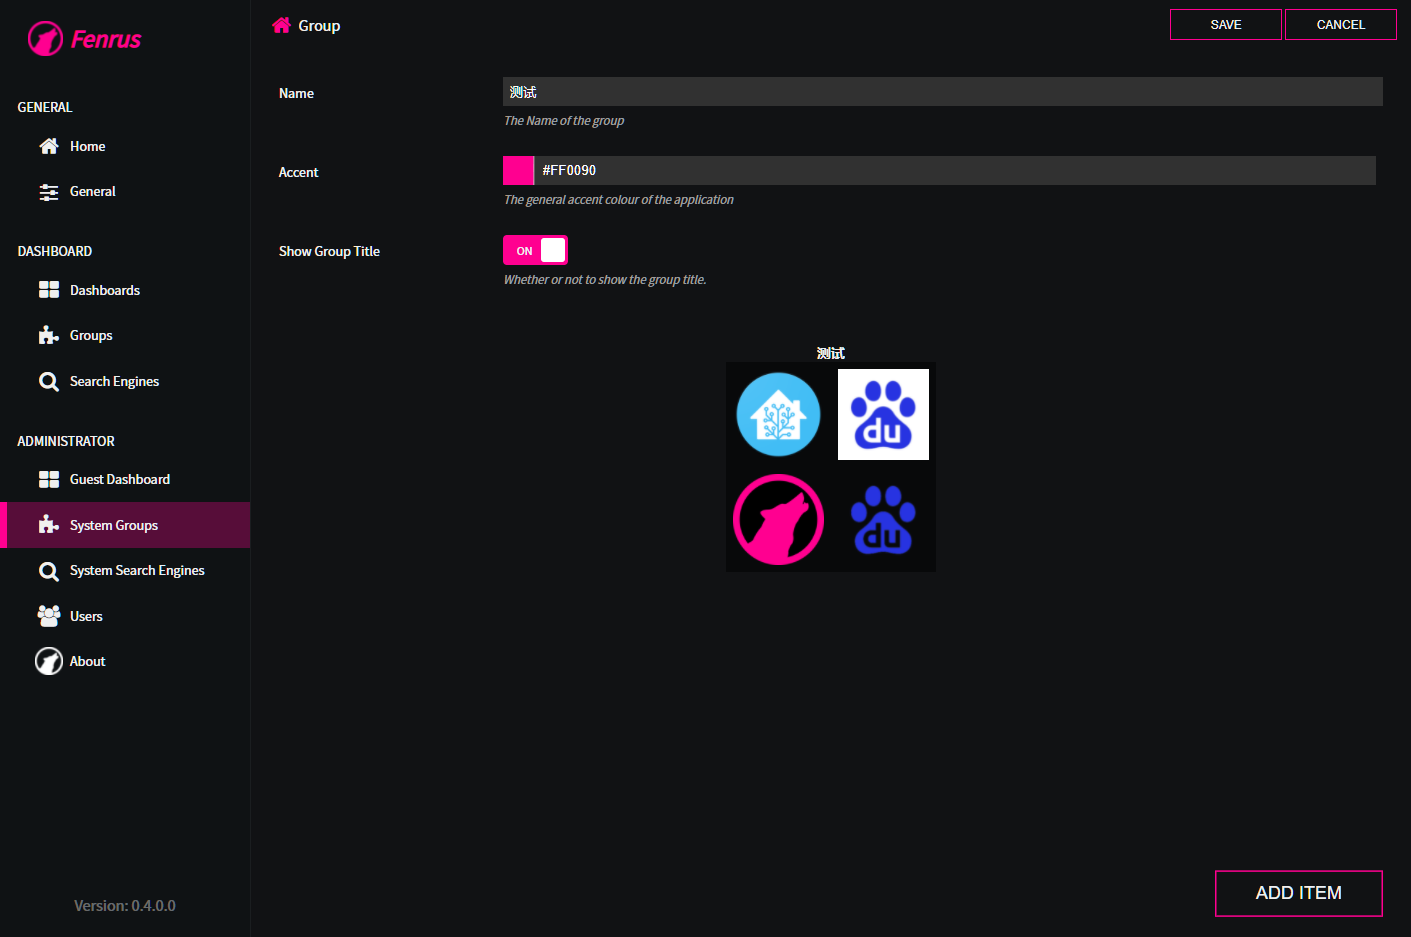 Fenrus
GENERAL
Home
General
DASHBOARD
Dashboards
Groups
Search Engines
ADMINISTRATOR
Guest Dashboard
System Groups
System Search Engines
Users
About
Version: 0.4.0.0
Group
SAVE
CANCEL
Name
测试
The Name of the group
Accent
#FF0090
The general accent colour of the application
Show Group Title
ON
Whether or not to show the group title.
测试
du
du
ADD ITEM